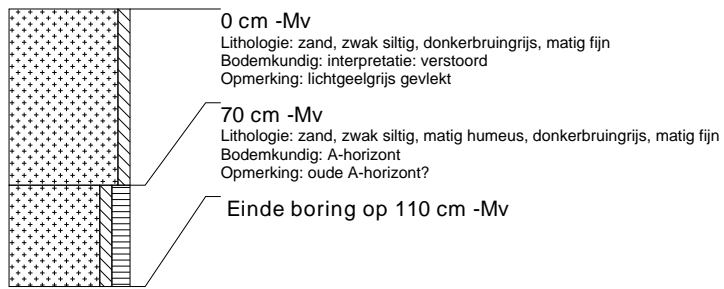 0 cm -Mv
Lithologie: zand, zwak siltig, donkerbruingrijs, matig fijn
Bodemkundig: interpretatie: verstoord
Opmerking: lichtgeelgrijs gevlekt
70 cm -Mv
Lithologie: zand, zwak siltig, matig humeus, donkerbruingrijs, matig fijn
Bodemkundig: A-horizont
Opmerking: oude A-horizont?
Einde boring op 110 cm -Mv